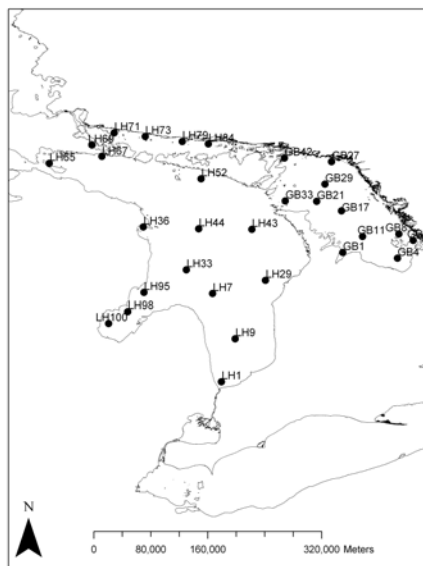 LH71
LH73
LH79
LH84
LH69
LH67
LH65
GB42
GB27
LH52
GB29
GB33
GB21
GB17
LH36
LH44
LH43
GB11
GB8
GB1
GB4
LH33
LH29
LH95
LH7
LH98
LH100
LH9
LH1
N
0 80,000 160,000 320,000 Meters